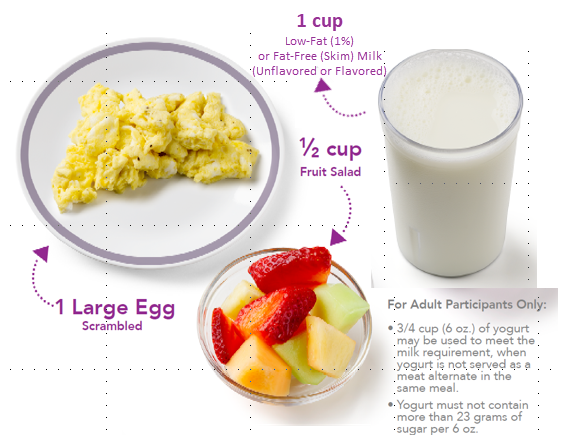 1 cup
Low-Fat (1%)
or Fat-Free (Skim) Milk
(Unflavored or Flavored)
½ cup
Fruit Salad
1 Large Egg
Scrambled
For Adult Participants Only:
• 3/4 cup (6 oz.) of yogurt
may be used to meet the
milk requirement, when
yogurt is not served as a
meat alternate in the
same meal.
• Yogurt must not contain
more than 23 grams of
sugar per 6 oz.